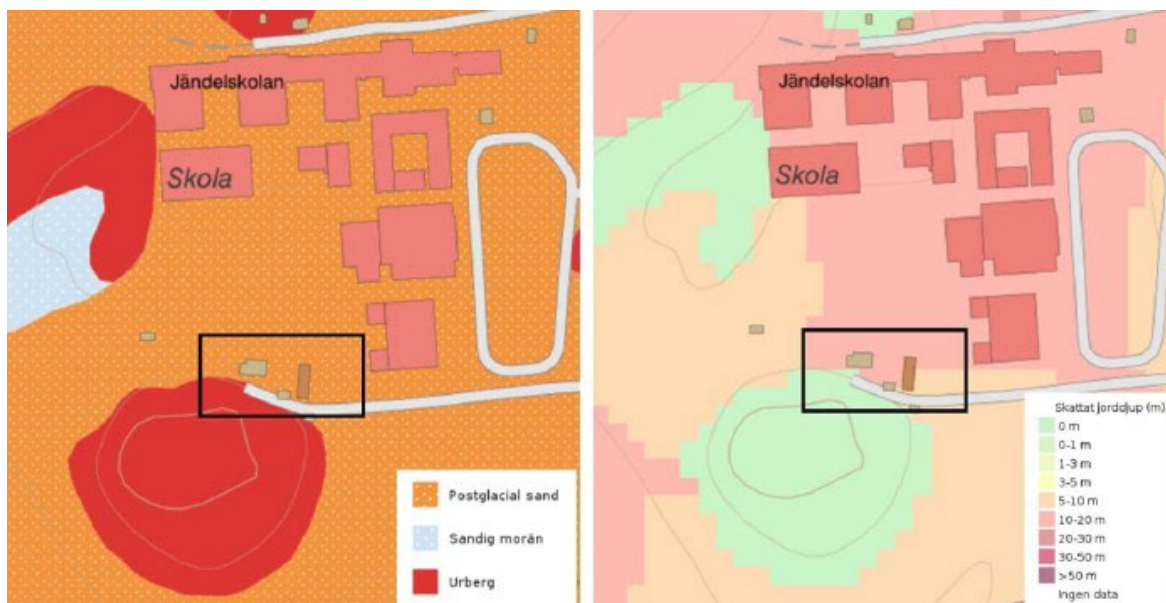 Jändelskolan
Skola
Postglacial sand
Sandig morän
Urberg
Jändelskolan
Skola
Skattat jorddjup (m)
0 m
0-1 m
1-3 m
3-5 m
5-10 m
10-20 m
20-30 m
30-50 m
>50 m
Ingen data